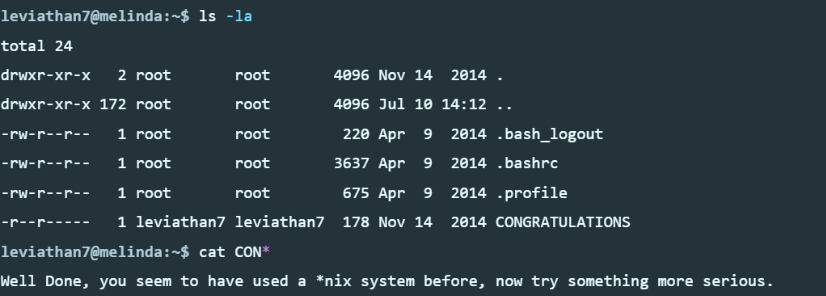 leviathan7@melinda:~$ ls -la
total 24
drwxr-xr-x   2 root       root       4096 Nov 14  2014 .
drwxr-xr-x 172 root       root       4096 Jul 10 14:12 ..
-rw-r--r--   1 root       root        220 Apr  9  2014 .bash_logout
-rw-r--r--   1 root       root       3637 Apr  9  2014 .bashrc
-rw-r--r--   1 root       root        675 Apr  9  2014 .profile
-r--r-----   1 leviathan7 leviathan7  178 Nov 14  2014 CONGRATULATIONS
leviathan7@melinda:~$ cat CON*
Well Done, you seem to have used a *nix system before, now try something more serious.